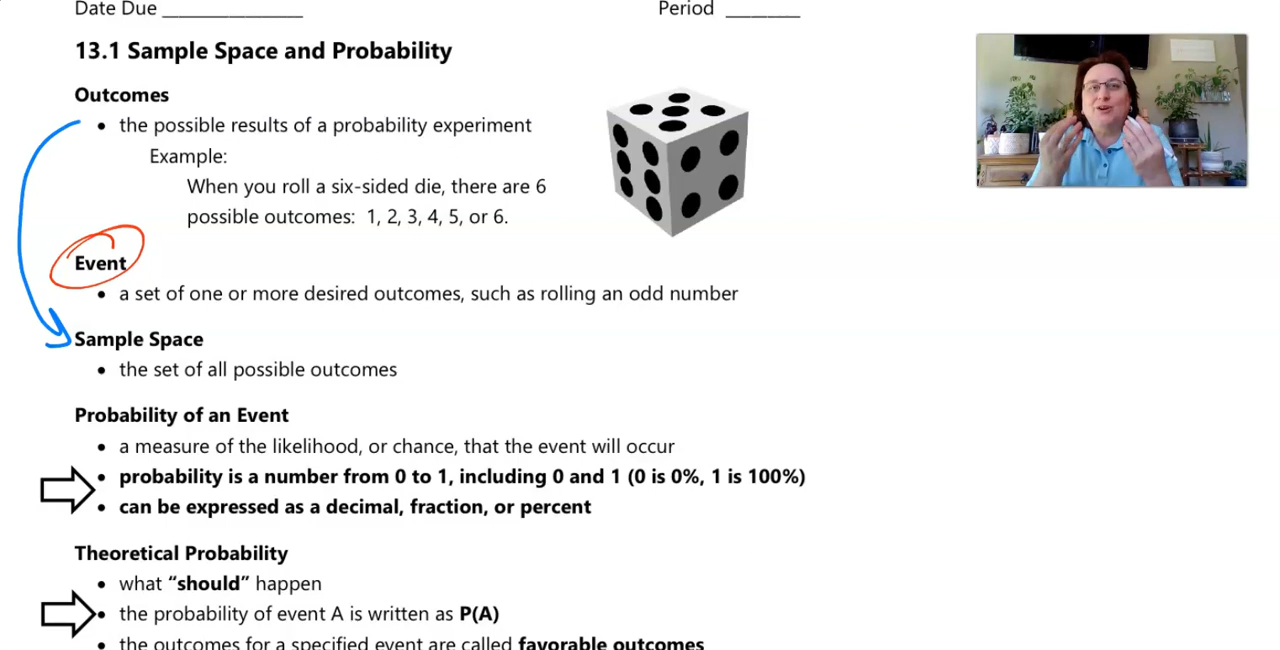 Date Due _______________ Period ________
13.1 Sample Space and Probability
Outcomes
• the possible results of a probability experiment
Example:
When you roll a six-sided die, there are 6
possible outcomes: 1, 2, 3, 4, 5, or 6.
Event
• a set of one or more desired outcomes, such as rolling an odd number
Sample Space
• the set of all possible outcomes
Probability of an Event
• a measure of the likelihood, or chance, that the event will occur
• probability is a number from 0 to 1, including 0 and 1 (0 is 0%, 1 is 100%)
• can be expressed as a decimal, fraction, or percent
Theoretical Probability
• what “should” happen
• the probability of event A is written as P(A)
• the outcomes for a specified event are called favorable outcomes